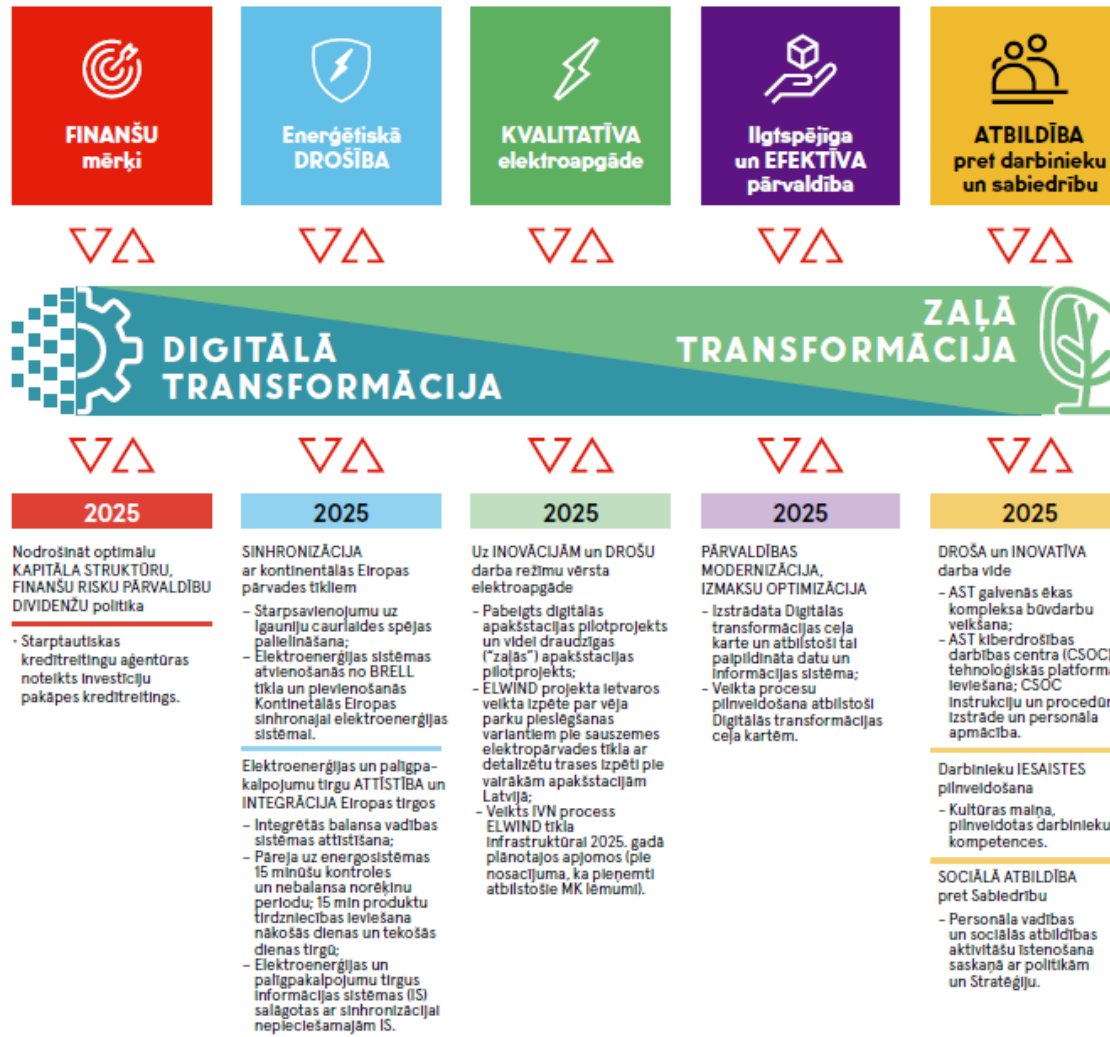 FINANŠU
mērķi
Enerģētiskā
DROŠĪBA
KVALITATĪVA
elektroapgāde
Ilgtspējīga
un EFEKTĪVA
pārvaldība
ATBILDĪBA
pret darbinieku
un sabiedrību
DIGITĀLĀ
TRANSFORMĀCIJA
ZAĻĀ
TRANSFORMĀCIJA
2025
Nodrošināt optimālu
KAPITĀLA STRUKTŪRU,
FINANŠU RISKU PĀRVALDĪBU
DIVIDENŽU politika
- Starptautiskas
kredītreitingu aģentūras
noteikts investīciju
pakāpes kredītreitings.
2025
SINHRONIZĀCIJA
ar kontinentālās Eiropas
pārvades tīkliem
– Starpsavienojumu uz
Igauniju caurlaides spējas
palielināšana;
– Elektroenerģijas sistēmas
atvienošanās no BRELL
tīkla un pievienošanās
Kontinetālās Eiropas
sinhronajai elektroenerģijas
sistēmai.
Elektroenerģijas un palīgpa-
kalpojumu tirgu ATTĪSTĪBA un
INTEGRĀCIJA Eiropas tirgos
– Integrētās balansa vadības
sistēmas attīstīšana;
– Pāreja uz energosistēmas
15 minūšu kontroles
un nebalansa norēķinu
periodu; 15 min produktu
tirdzniecības ieviešana
nākošās dienas un tekošās
dienas tirgū;
– Elektroenerģijas un
palīgpakalpojumu tirgus
informācijas sistēmas (IS)
salāgotas ar sinhronizācijai
nepieciešamajām IS.
2025
Uz INOVĀCIJĀM un DROŠU
darba režīmu vērsta
elektroapgāde
– Pabeigts digitālās
apakšstacijas pilotprojekts
un videi draudzīgas
("zaļās") apakšstacijas
pilotprojekts;
– ELWIND projekta ietvaros
veikta izpēte par vēja
parku pieslēgšanas
variantiem pie sauszemes
elektropārvades tīkla ar
detalizētu trases izpēti pie
vairākām apakšstacijām
Latvijā;
– Veikts IVN process
ELWIND tīkla
infrastruktūrai 2025. gadā
plānotajos apjomos (pie
nosacījuma, ka pieņemti
atbilstošie MK lēmumi).
2025
PĀRVALDĪBAS
MODERNIZĀCIJA,
IZMAKSU OPTIMIZĀCIJA
– Izstrādāta Digitālās
transformācijas ceļa
karte un atbilstoši tai
papildināta datu un
informācijas sistēma;
– Veikta procesu
pilnveidošana atbilstoši
Digitālās transformācijas
ceļa kartēm.
2025
DROŠA un INOVATĪVA
darba vide
– AST galvenās ēkas
kompleksa būvdarbu
veikšana;
– AST kiberdrošības
darbības centra (CSOC)
tehnoloģiskās
ieviešana; CSOC
instrukciju un
izstrāde un personāla
apmācība.
Darbinieku IESAISTES
pilnveidošana
– Kultūras maiņa,
pilnveidotas darbinieku
kompetences.
SOCIĀLĀ ATBILDĪBA
pret Sabiedrību
– Personāla vadības
un sociālās atbildības
aktivitāšu īstenošana
saskaņā ar politikām
un Stratēģiju.